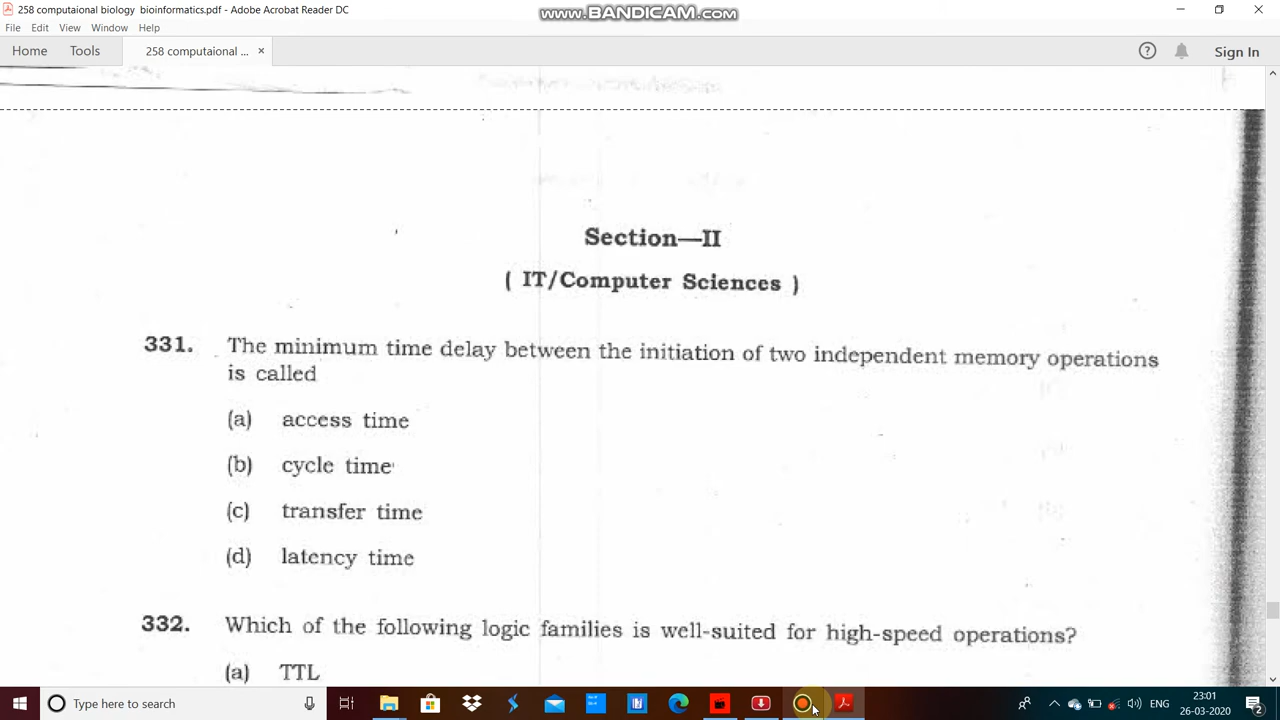 258 computaional biology bioinformatics.pdf - Adobe Acrobat Reader DC
www.BANDICAM.com
File Edit View Window Help
Home Tools 258 computaional ... × Sign In
Section—II
( IT/Computer Sciences )
331. The minimum time delay between the initiation of two independent memory operations
is called
(a) access time
(b) cycle time
(c) transfer time
(d) latency time
332. Which of the following logic families is well-suited for high-speed operations?
(a) TTL
Type here to search
ENG
23:01
26-03-2020
2